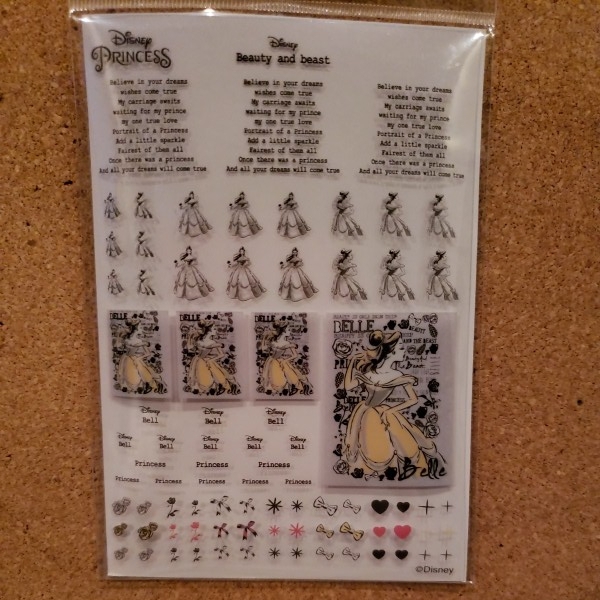 Disney
PRINCESS
Disney
Beauty and beast
Believe in your dreams
wishes come true
My carriage awaits
waiting for my prince
my one true love
Portrait of a Princess
Add a little sparkle
Fairest of them all
Once there was a princess
And all your dreams will come true
Believe in your dreams
wishes come true
My carriage awaits
waiting for my prince
my one true love
Portrait of a Princess
Add a little sparkle
Fairest of them all
Once there was a princess
And all your dreams will come true
Believe in your dreams
wishes come true
My carriage awaits
waiting for my prince
my one true love
Portrait of a Princess
Add a little sparkle
Fairest of them all
Once there was a princess
And all your dreams will come true
BELLE
BELLE
BELLE
Belle
Belle
Belle
BELLE
BEAUTY
AND THE BEAST
Belle
Disney
Bell
Disney
Bell
Disney
Bell
Disney
Bell
Disney
Bell
Disney
Bell
Disney
Bell
Princess
Princess
Princess
Princess
Princess
Princess
Princess
©Disney